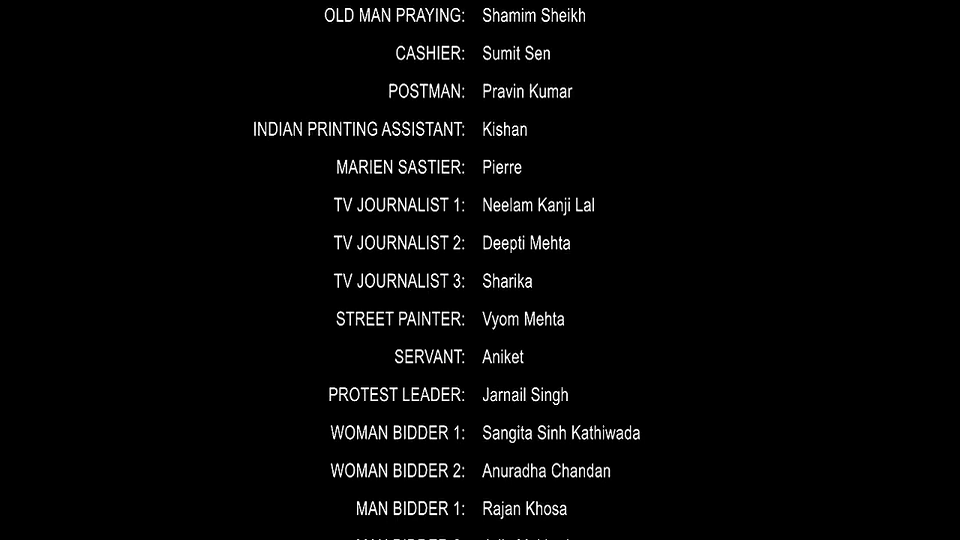 OLD MAN PRAYING: Shamim Sheikh
CASHIER: Sumit Sen
POSTMAN: Pravin Kumar
INDIAN PRINTING ASSISTANT: Kishan
MARIEN SASTIER: Pierre
TV JOURNALIST 1: Neelam Kanji Lal
TV JOURNALIST 2: Deepti Mehta
TV JOURNALIST 3: Sharika
STREET PAINTER: Vyom Mehta
SERVANT: Aniket
PROTEST LEADER: Jarnail Singh
WOMAN BIDDER 1: Sangita Sinh Kathiwada
WOMAN BIDDER 2: Anuradha Chandan
MAN BIDDER 1: Rajan Khosa